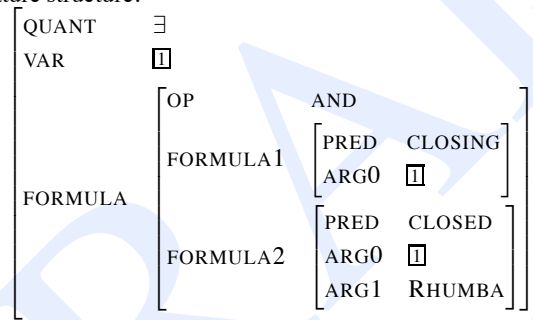 QUANT ∃
VAR 1
FORMULA
OP AND
FORMULA1
PRED CLOSING
ARG0 1
FORMULA2
PRED CLOSED
ARG0 1
ARG1 RHUMBA